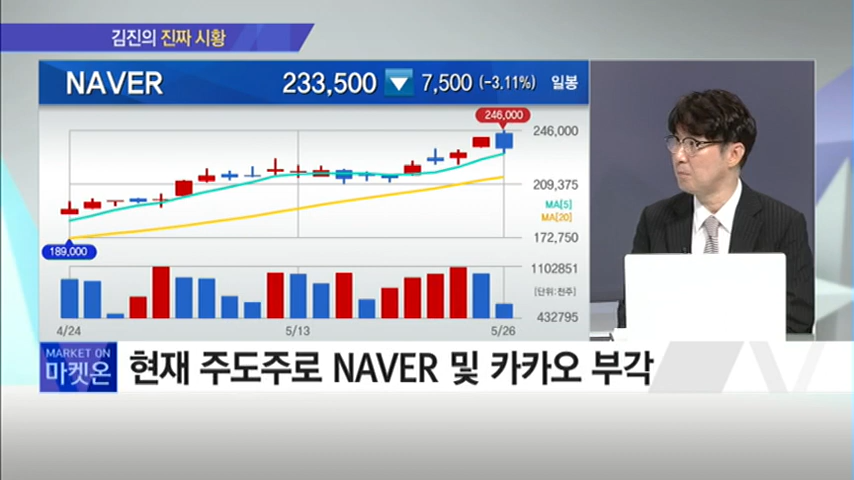 김진의 진짜 시황
NAVER 233,500 ▼ 7,500 (-3.11%) 일봉
246,000
246,000
209,375
MA[5]
MA[20]
172,750
189,000
1102851
[단위:천주]
432795
4/24 5/13 5/26
MARKET ON
마켓온
현재 주도주로 NAVER 및 카카오 부각